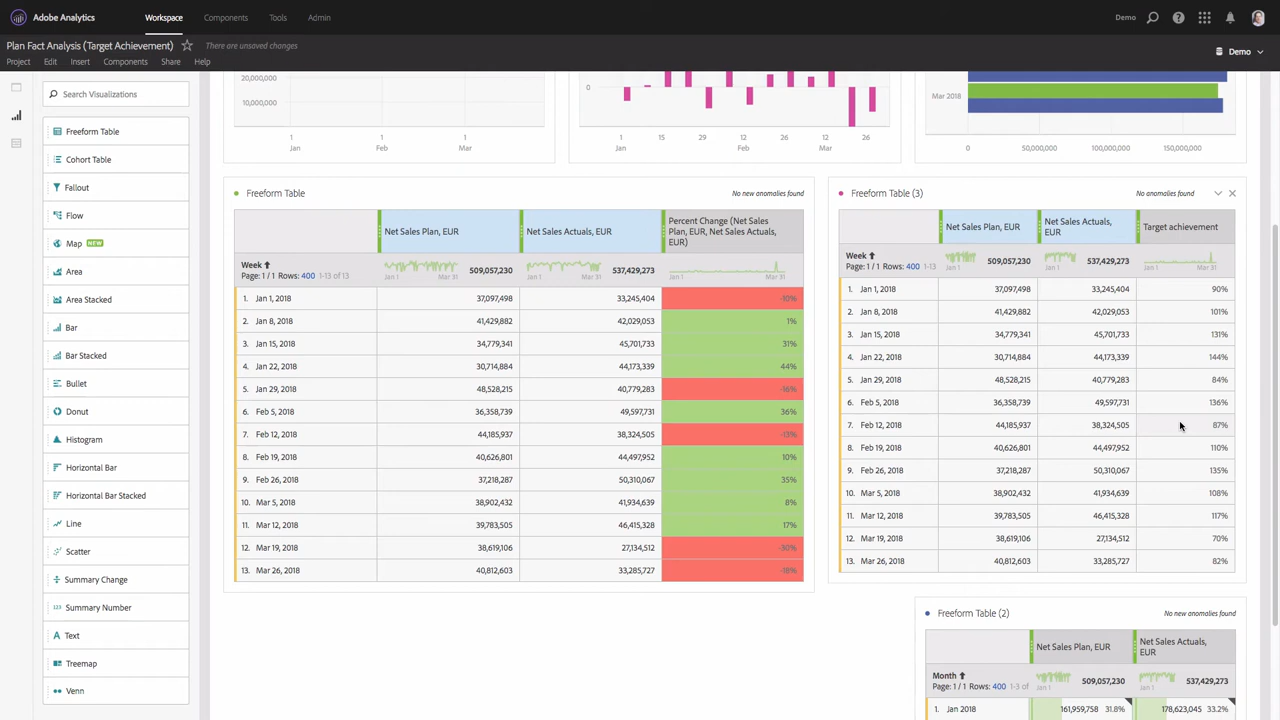 Adobe Analytics Workspace Components Tools Admin Demo
Plan Fact Analysis (Target Achievement) There are unsaved changes Demo
Project Edit Insert Components Share Help
Search Visualizations
Freeform Table
Cohort Table
Fallout
Flow
Map NEW
Area
Area Stacked
Bar
Bar Stacked
Bullet
Donut
Histogram
Horizontal Bar
Horizontal Bar Stacked
Line
Scatter
Summary Change
123 Summary Number
A Text
Treemap
Venn
20,000,000
10,000,000
1 1 1
Jan Feb Mar
0
1 15 29 12 26 12 26
Jan Feb Mar
Mar 2018
0 50,000,000 100,000,000 150,000,000
Freeform Table No new anomalies found
Net Sales Plan, EUR Net Sales Actuals, EUR Percent Change (Net Sales
Plan, EUR, Net Sales Actuals,
EUR)
Week
Page: 1 / 1 Rows: 400 1-13 of 13
Jan 1 Mar 31 509,057,230 Jan 1 Mar 31 537,429,273 Jan 1 Mar 31
1. Jan 1, 2018 37,097,498 33,245,404 -10%
2. Jan 8, 2018 41,429,882 42,029,053 1%
3. Jan 15, 2018 34,779,341 45,701,733 31%
4. Jan 22, 2018 30,714,884 44,173,339 44%
5. Jan 29, 2018 48,528,215 40,779,283 -16%
6. Feb 5, 2018 36,358,739 49,597,731 36%
7. Feb 12, 2018 44,185,937 38,324,505 -13%
8. Feb 19, 2018 40,626,801 44,497,952 10%
9. Feb 26, 2018 37,218,287 50,310,067 35%
10. Mar 5, 2018 38,902,432 41,934,639 8%
11. Mar 12, 2018 39,783,505 46,415,328 17%
12. Mar 19, 2018 38,619,106 27,134,512 -30%
13. Mar 26, 2018 40,812,603 33,285,727 -18%
Freeform Table (3) No anomalies found
Net Sales Plan, EUR Net Sales Actuals,
EUR Target achievement
Week
Page: 1 / 1 Rows: 400 1-13
Jan 1 509,057,230 Jan 1 537,429,273 Jan 1 Mar 31
1. Jan 1, 2018 37,097,498 33,245,404 90%
2. Jan 8, 2018 41,429,882 42,029,053 101%
3. Jan 15, 2018 34,779,341 45,701,733 131%
4. Jan 22, 2018 30,714,884 44,173,339 144%
5. Jan 29, 2018 48,528,215 40,779,283 84%
6. Feb 5, 2018 36,358,739 49,597,731 136%
7. Feb 12, 2018 44,185,937 38,324,505 87%
8. Feb 19, 2018 40,626,801 44,497,952 110%
9. Feb 26, 2018 37,218,287 50,310,067 135%
10. Mar 5, 2018 38,902,432 41,934,639 108%
11. Mar 12, 2018 39,783,505 46,415,328 117%
12. Mar 19, 2018 38,619,106 27,134,512 70%
13. Mar 26, 2018 40,812,603 33,285,727 82%
Freeform Table (2) No new anomalies found
Net Sales Plan, EUR Net Sales Actuals,
EUR
Month
Page: 1 / 1 Rows: 400 1-3 of
Jan 1 509,057,230 Jan 1 537,429,273
1. Jan 2018 161,959,758 31.8% 178,623,045 33.2%